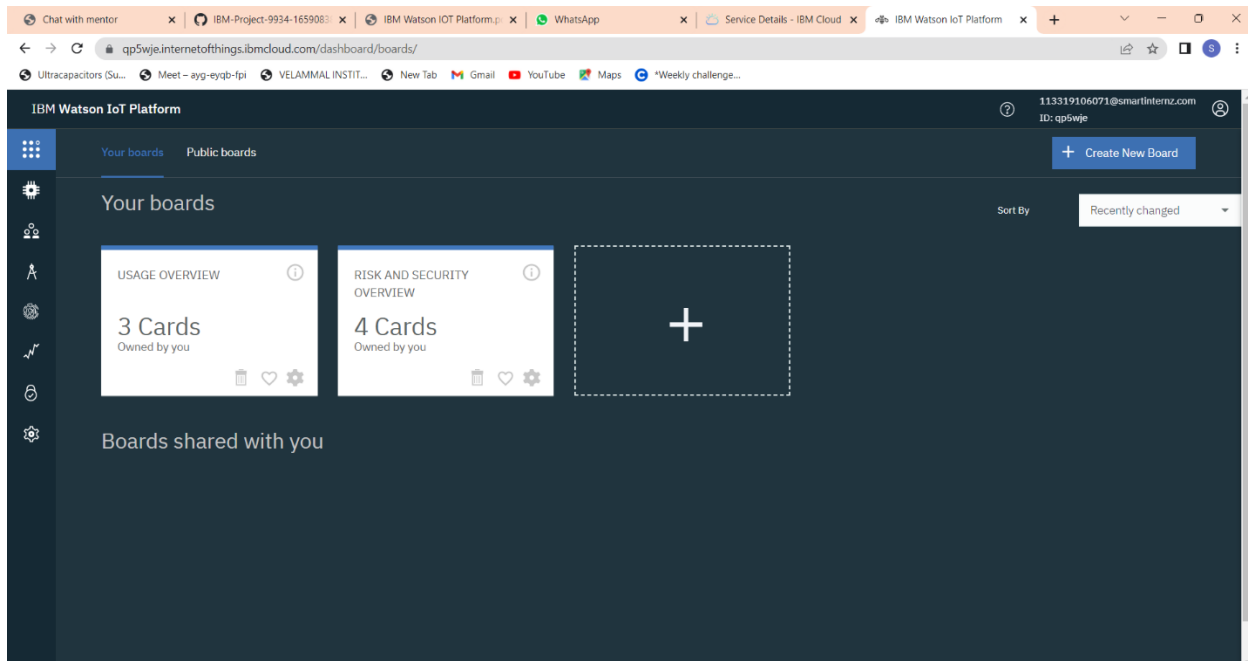 Chat with mentor
IBM-Project-9934-1659083
IBM Watson IOT Platform.p
WhatsApp
Service Details - IBM Cloud
IBM Watson IoT Platform
qp5wje.internetofthings.ibmcloud.com/dashboard/boards/
S
Ultracapacitors (Su...
Meet – ayg-eyqb-fpi
VELAMMAL INSTIT...
New Tab
Gmail
YouTube
Maps
*Weekly challenge...
IBM Watson IoT Platform
113319106071@smartinternz.com
ID: qp5wje
Your boards
Public boards
Create New Board
Your boards
Sort By
Recently changed
USAGE OVERVIEW
3 Cards
Owned by you
RISK AND SECURITY
OVERVIEW
4 Cards
Owned by you
Boards shared with you